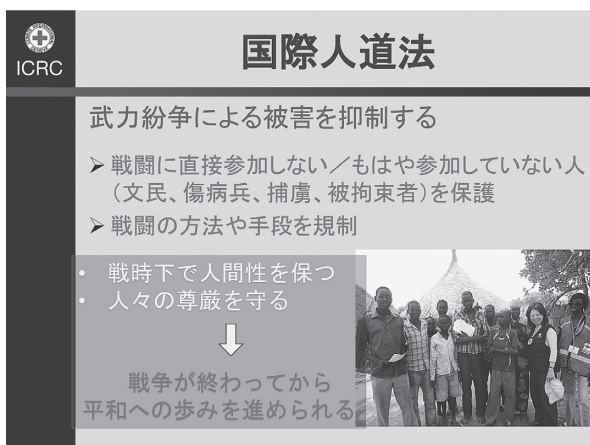 ICRC
国際人道法
武力紛争による被害を抑制する
➢ 戦闘に直接参加しない／もはや参加していない人
（文民、傷病兵、捕虜、被拘束者）を保護
➢ 戦闘の方法や手段を規制
• 戦時下で人間性を保つ
• 人々の尊厳を守る
戦争が終わってから
平和への歩みを進められる